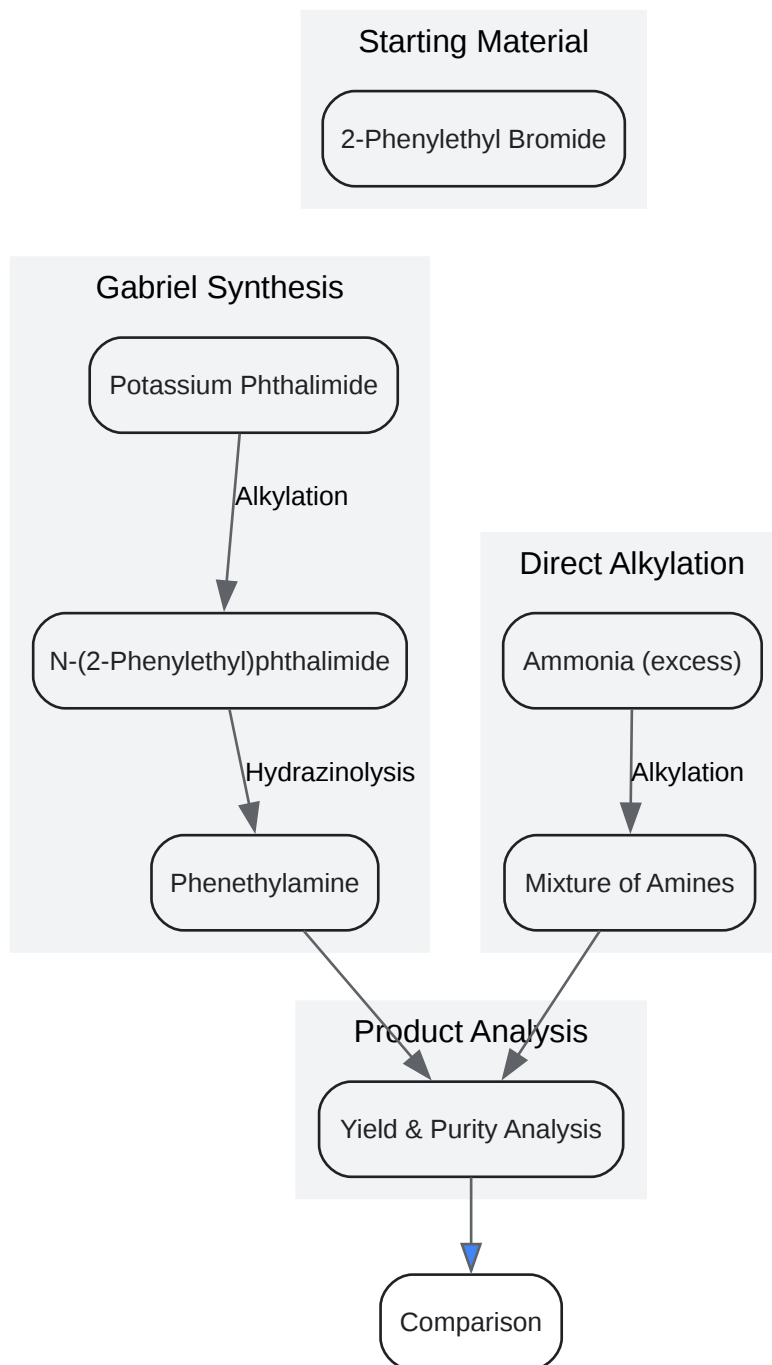 Starting Material
2-Phenylethyl Bromide
Gabriel Synthesis
Potassium Phthalimide
Alkylation
N-(2-Phenylethyl)phthalimide
Hydrazinolysis
Phenethylamine
Direct Alkylation
Ammonia (excess)
Alkylation
Mixture of Amines
Product Analysis
Yield & Purity Analysis
Comparison